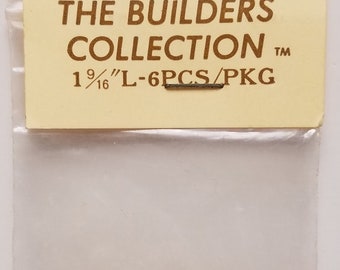 THE BUILDERS
COLLECTION ™
1 9/16"L-6PCS/PKG